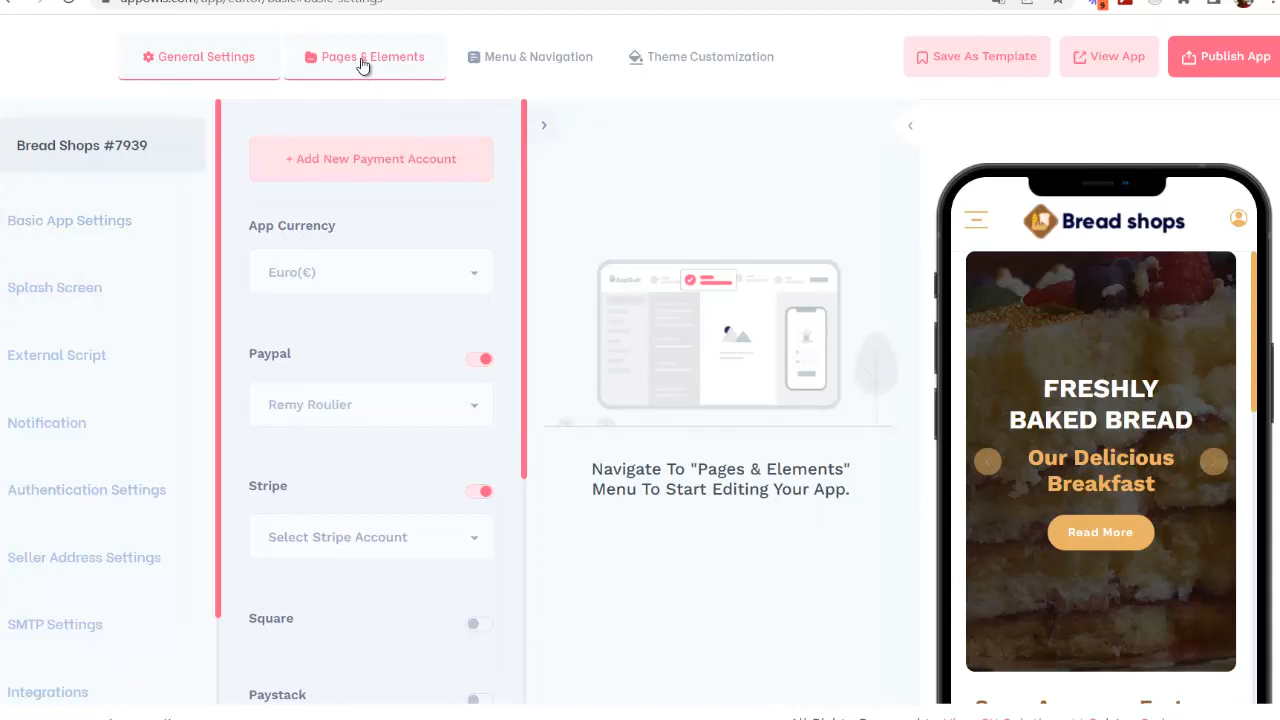 General Settings
Pages & Elements
Menu & Navigation
Theme Customization
Save As Template
View App
Publish App
Bread Shops #7939
Basic App Settings
Splash Screen
External Script
Notification
Authentication Settings
Seller Address Settings
SMTP Settings
Integrations
+ Add New Payment Account
App Currency
Euro(€)
Paypal
Remy Roulier
Stripe
Select Stripe Account
Square
Paystack
Navigate To "Pages & Elements"
Menu To Start Editing Your App.
Bread shops
FRESHLY
BAKED BREAD
Our Delicious
Breakfast
Read More